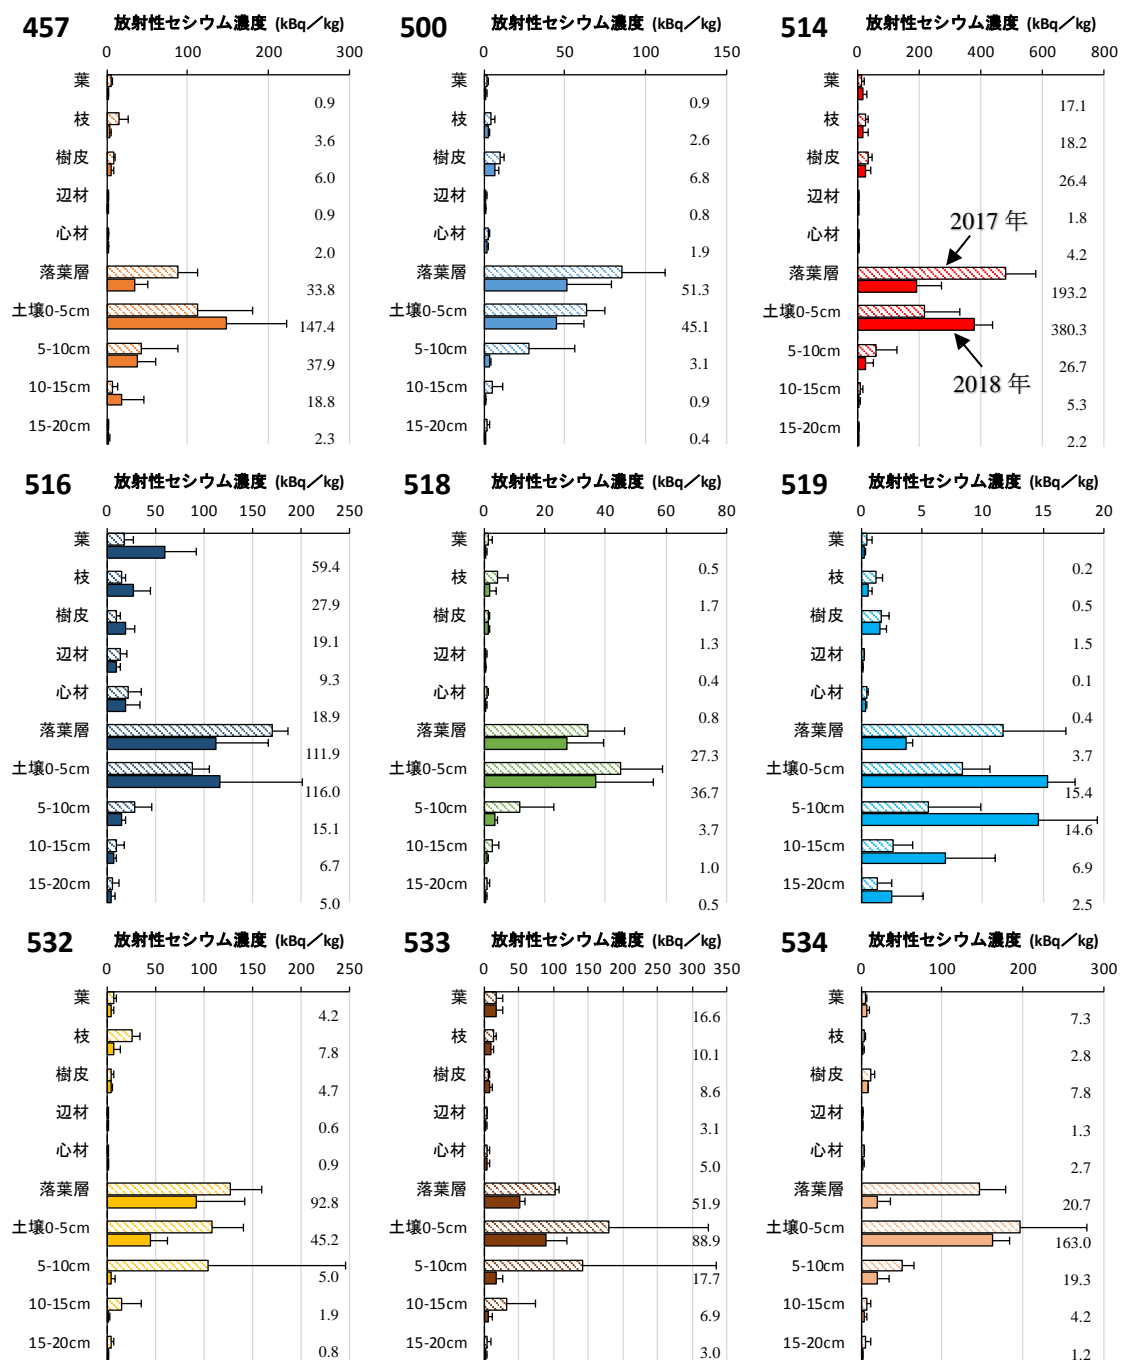 457 放射性セシウム濃度 (kBq／kg)
0 100 200 300
葉 0.9
枝 3.6
樹皮 6.0
辺材 0.9
心材 2.0
落葉層 33.8
土壌0-5cm 147.4
5-10cm 37.9
10-15cm 18.8
15-20cm 2.3
500 放射性セシウム濃度 (kBq／kg)
0 50 100 150
葉 0.9
枝 2.6
樹皮 6.8
辺材 0.8
心材 1.9
落葉層 51.3
土壌0-5cm 45.1
5-10cm 3.1
10-15cm 0.9
15-20cm 0.4
514 放射性セシウム濃度 (kBq／kg)
0 200 400 600 800
葉 17.1
枝 18.2
樹皮 26.4
辺材 1.8
心材 4.2
2017 年
落葉層 193.2
土壌0-5cm 380.3
5-10cm 26.7
2018 年
10-15cm 5.3
15-20cm 2.2
516 放射性セシウム濃度 (kBq／kg)
0 50 100 150 200 250
葉 59.4
枝 27.9
樹皮 19.1
辺材 9.3
心材 18.9
落葉層 111.9
土壌0-5cm 116.0
5-10cm 15.1
10-15cm 6.7
15-20cm 5.0
518 放射性セシウム濃度 (kBq／kg)
0 20 40 60 80
葉 0.5
枝 1.7
樹皮 1.3
辺材 0.4
心材 0.8
落葉層 27.3
土壌0-5cm 36.7
5-10cm 3.7
10-15cm 1.0
15-20cm 0.5
519 放射性セシウム濃度 (kBq／kg)
0 5 10 15 20
葉 0.2
枝 0.5
樹皮 1.5
辺材 0.1
心材 0.4
落葉層 3.7
土壌0-5cm 15.4
5-10cm 14.6
10-15cm 6.9
15-20cm 2.5
532 放射性セシウム濃度 (kBq／kg)
0 50 100 150 200 250
葉 4.2
枝 7.8
樹皮 4.7
辺材 0.6
心材 0.9
落葉層 92.8
土壌0-5cm 45.2
5-10cm 5.0
10-15cm 1.9
15-20cm 0.8
533 放射性セシウム濃度 (kBq／kg)
0 50 100 150 200 250 300 350
葉 16.6
枝 10.1
樹皮 8.6
辺材 3.1
心材 5.0
落葉層 51.9
土壌0-5cm 88.9
5-10cm 17.7
10-15cm 6.9
15-20cm 3.0
534 放射性セシウム濃度 (kBq／kg)
0 100 200 300
葉 7.3
枝 2.8
樹皮 7.8
辺材 1.3
心材 2.7
落葉層 20.7
土壌0-5cm 163.0
5-10cm 19.3
10-15cm 4.2
15-20cm 1.2